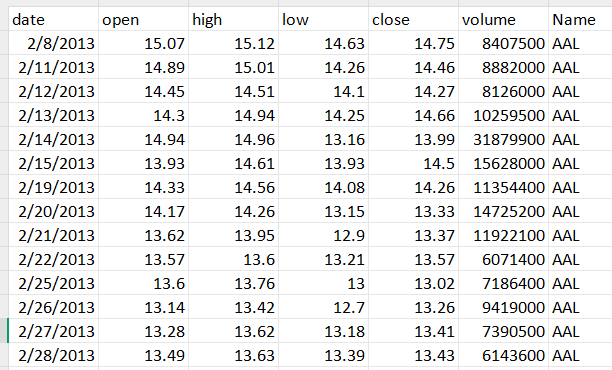 date open high low close volume Name
2/8/2013 15.07 15.12 14.63 14.75 8407500 AAL
2/11/2013 14.89 15.01 14.26 14.46 8882000 AAL
2/12/2013 14.45 14.51 14.1 14.27 8126000 AAL
2/13/2013 14.3 14.94 14.25 14.66 10259500 AAL
2/14/2013 14.94 14.96 13.16 13.99 31879900 AAL
2/15/2013 13.93 14.61 13.93 14.5 15628000 AAL
2/19/2013 14.33 14.56 14.08 14.26 11354400 AAL
2/20/2013 14.17 14.26 13.15 13.33 14725200 AAL
2/21/2013 13.62 13.95 12.9 13.37 11922100 AAL
2/22/2013 13.57 13.6 13.21 13.57 6071400 AAL
2/25/2013 13.6 13.76 13 13.02 7186400 AAL
2/26/2013 13.14 13.42 12.7 13.26 9419000 AAL
2/27/2013 13.28 13.62 13.18 13.41 7390500 AAL
2/28/2013 13.49 13.63 13.39 13.43 6143600 AAL